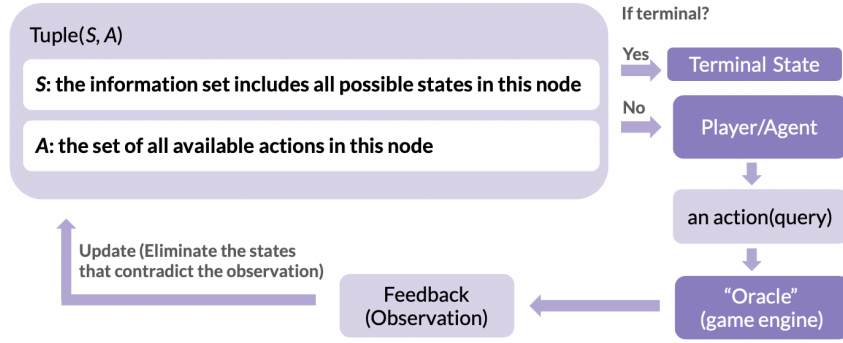 If terminal?
Tuple(S, A)
Yes
Terminal State
S: the information set includes all possible states in this node
No
Player/Agent
A: the set of all available actions in this node
an action(query)
Update (Eliminate the states
that contradict the observation)
Feedback
(Observation)
“Oracle”
(game engine)